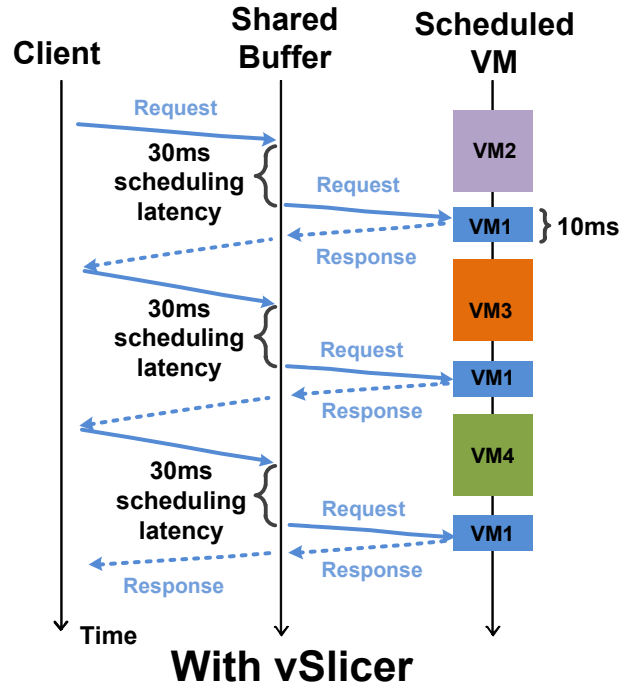 Client
Shared
Buffer
Scheduled
VM
Request
VM2
30ms
scheduling
latency
Request
VM1
10ms
Response
VM3
30ms
scheduling
latency
Request
VM1
Response
VM4
30ms
scheduling
latency
Request
VM1
Response
Response
Time
With vSlicer